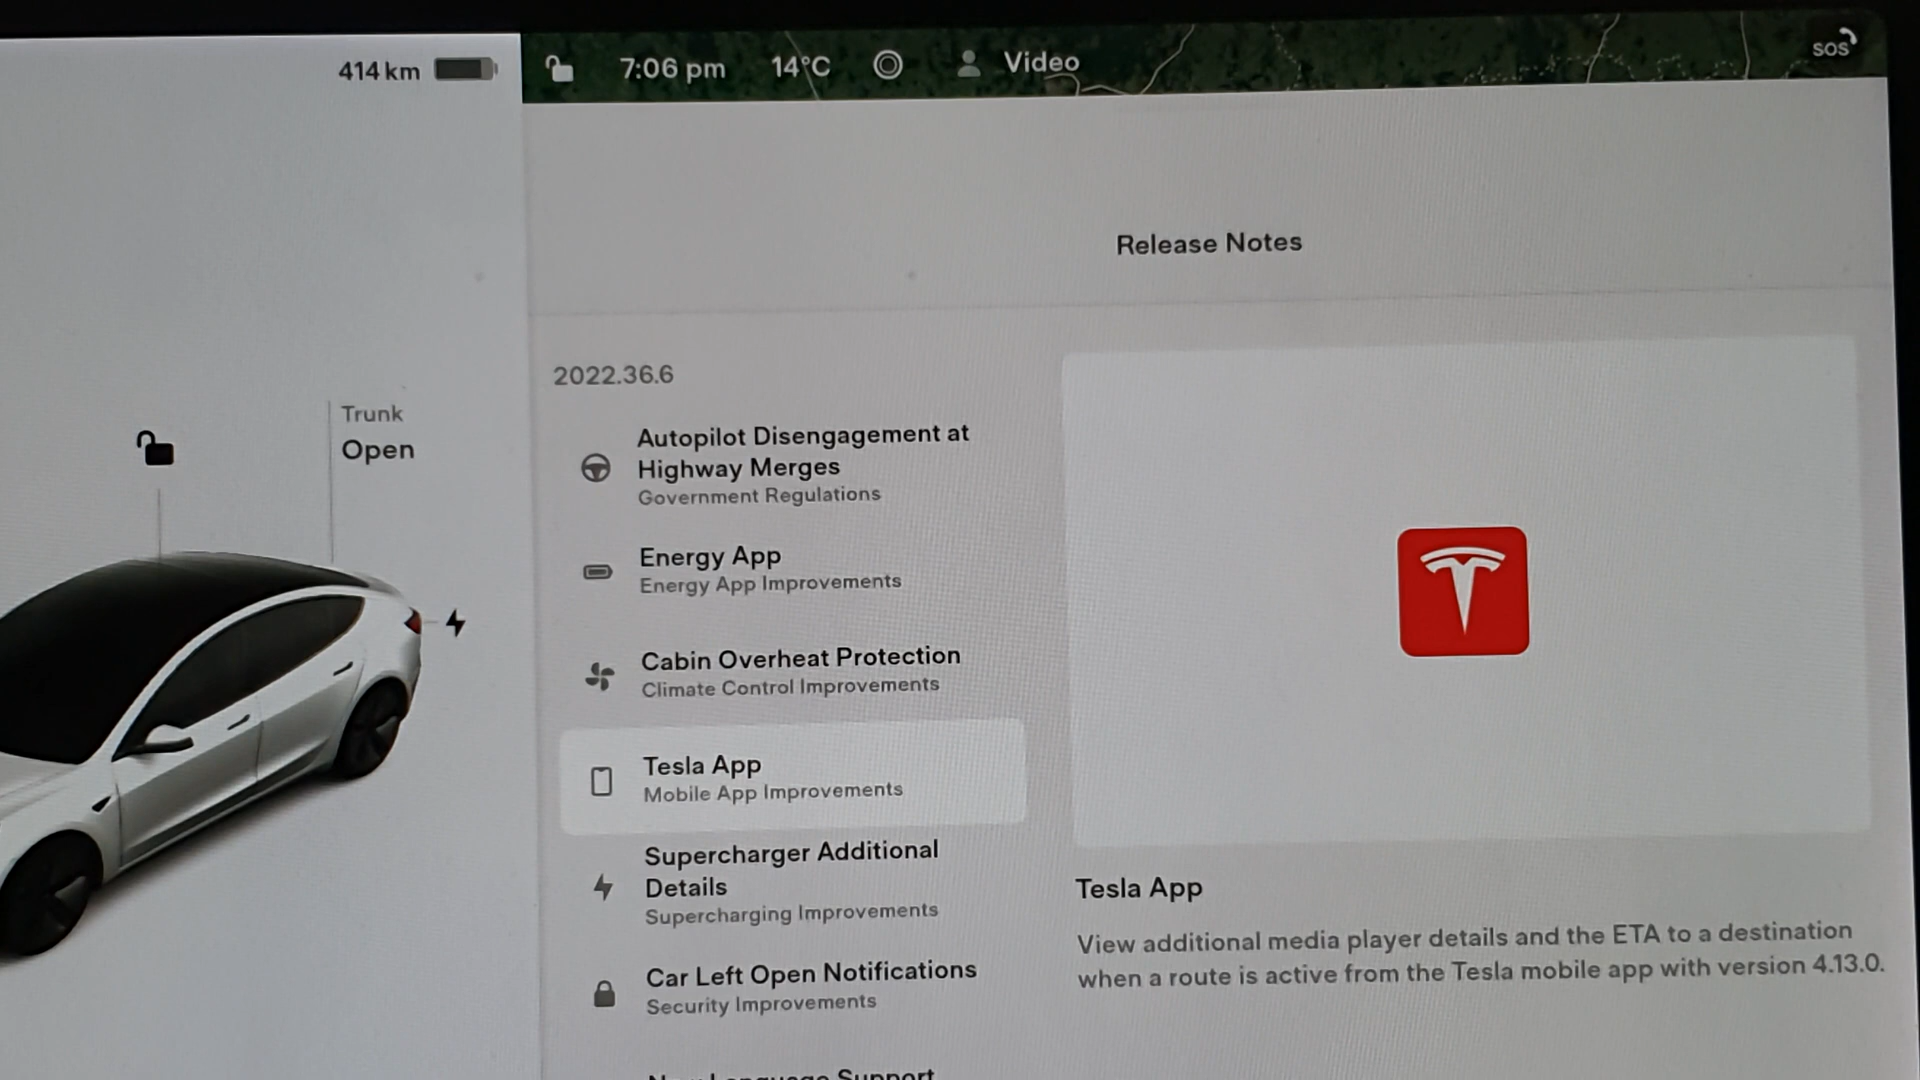 414 km
7:06 pm
14°C
Video
SOS
Release Notes
Trunk
Open
2022.36.6
Autopilot Disengagement at
Highway Merges
Government Regulations
Energy App
Energy App Improvements
Cabin Overheat Protection
Climate Control Improvements
Tesla App
Mobile App Improvements
Supercharger Additional
Details
Supercharging Improvements
Car Left Open Notifications
Security Improvements
Language Support
Tesla App
View additional media player details and the ETA to a destination
when a route is active from the Tesla mobile app with version 4.13.0.